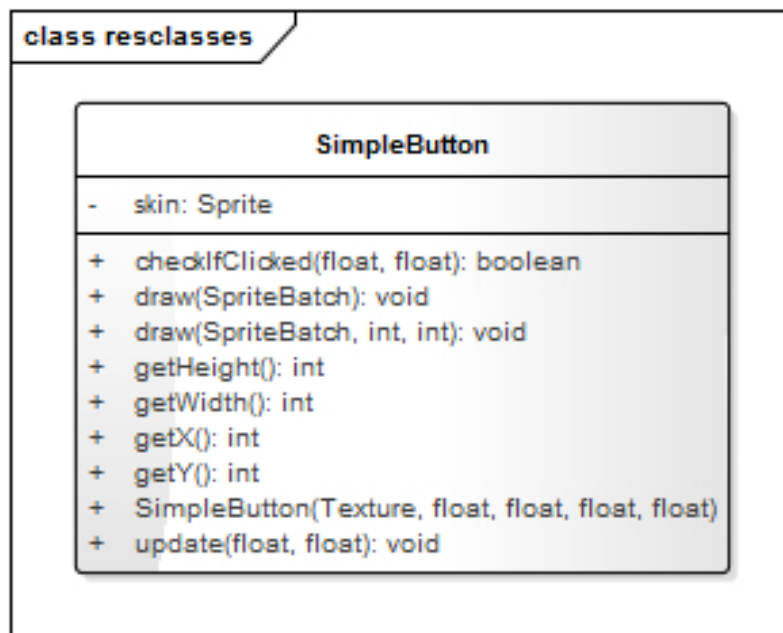 class resclasses
SimpleButton
- skin: Sprite
+ checkIfClicked(float, float): boolean
+ draw(SpriteBatch): void
+ draw(SpriteBatch, int, int): void
+ getHeight(): int
+ getWidth(): int
+ getX(): int
+ getY(): int
+ SimpleButton(Texture, float, float, float, float)
+ update(float, float): void